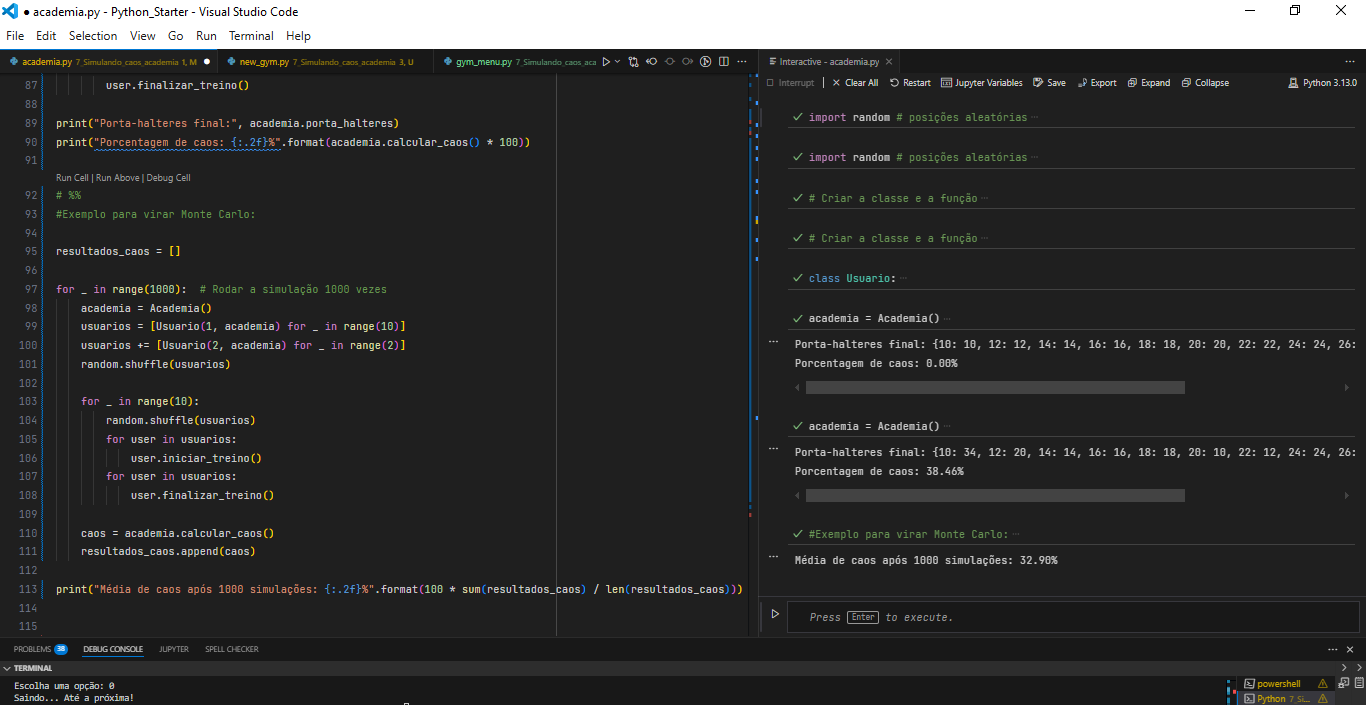 ● academia.py - Python_Starter - Visual Studio Code
File Edit Selection View Go Run Terminal Help
academia.py 7_Simulando_caos_academia 1, M ●
new_gym.py 7_Simulando_caos_academia 3, U
gym_menu.py 7_Simulando_caos_aca
87 user.finalizar_treino()
88
89 print("Porta-halteres final:", academia.porta_halteres)
90 print("Porcentagem de caos: {:.2f}%".format(academia.calcular_caos() * 100))
91
Run Cell | Run Above | Debug Cell
92 # %%
93 #Exemplo para virar Monte Carlo:
94
95 resultados_caos = []
96
97 for _ in range(1000):  # Rodar a simulação 1000 vezes
98 academia = Academia()
99 usuarios = [Usuario(1, academia) for _ in range(10)]
100 usuarios += [Usuario(2, academia) for _ in range(2)]
101 random.shuffle(usuarios)
102
103 for _ in range(10):
104 random.shuffle(usuarios)
105 for user in usuarios:
106 user.iniciar_treino()
107 for user in usuarios:
108 user.finalizar_treino()
109
110 caos = academia.calcular_caos()
111 resultados_caos.append(caos)
112
113 print("Média de caos após 1000 simulações: {:.2f}%".format(100 * sum(resultados_caos) / len(resultados_caos)))
114
115
Interactive - academia.py
Interrupt | Clear All Restart Jupyter Variables Save Export Expand Collapse Python 3.13.0
import random # posições aleatórias ···
import random # posições aleatórias ···
# Criar a classe e a função ···
# Criar a classe e a função ···
class Usuario: ···
academia = Academia() ···
Porta-halteres final: {10: 10, 12: 12, 14: 14, 16: 16, 18: 18, 20: 20, 22: 22, 24: 24, 26:
Porcentagem de caos: 0.00%
academia = Academia() ···
Porta-halteres final: {10: 34, 12: 20, 14: 14, 16: 16, 18: 18, 20: 10, 22: 12, 24: 24, 26:
Porcentagem de caos: 38.46%
#Exemplo para virar Monte Carlo: ···
Média de caos após 1000 simulações: 32.90%
Press Enter to execute.
PROBLEMS 38 DEBUG CONSOLE JUPYTER SPELL CHECKER
TERMINAL
Escolha uma opção: 0
Saindo... Até a próxima!
powershell
Python 7_Si...